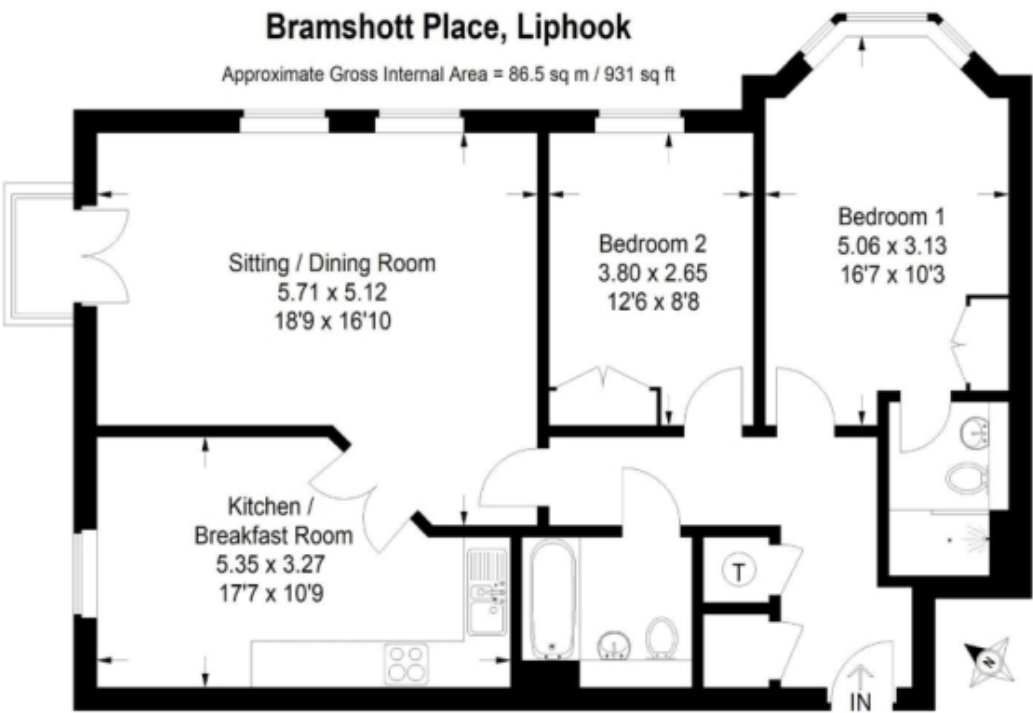 Bramshott Place, Liphook
Approximate Gross Internal Area = 86.5 sq m / 931 sq ft
Sitting / Dining Room
5.71 x 5.12
18'9 x 16'10
Bedroom 2
3.80 x 2.65
12'6 x 8'8
Bedroom 1
5.06 x 3.13
16'7 x 10'3
Kitchen /
Breakfast Room
5.35 x 3.27
17'7 x 10'9
T
IN
N